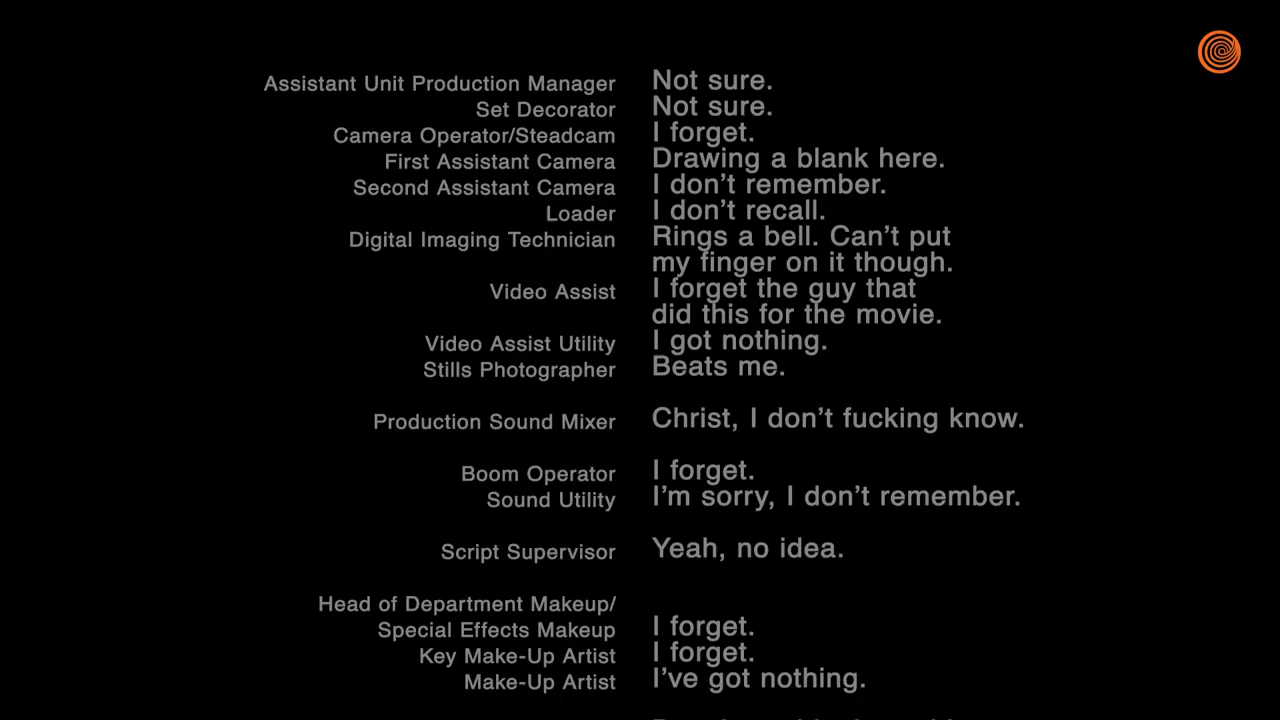 Assistant Unit Production Manager Not sure.
Set Decorator Not sure.
Camera Operator/Steadcam I forget.
First Assistant Camera Drawing a blank here.
Second Assistant Camera I don't remember.
Loader I don't recall.
Digital Imaging Technician Rings a bell. Can't put
my finger on it though.
Video Assist I forget the guy that
did this for the movie.
Video Assist Utility I got nothing.
Stills Photographer Beats me.
Production Sound Mixer Christ, I don't fucking know.
Boom Operator I forget.
Sound Utility I'm sorry, I don't remember.
Script Supervisor Yeah, no idea.
Head of Department Makeup/
Special Effects Makeup I forget.
Key Make-Up Artist I forget.
Make-Up Artist I've got nothing.